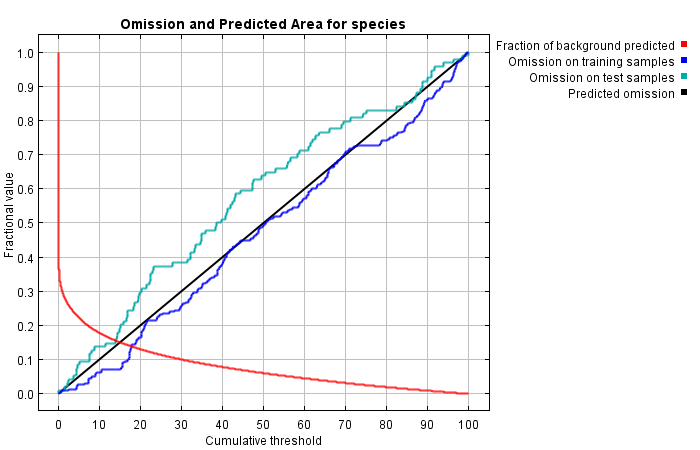 Omission and Predicted Area for species
Fraction of background predicted
Omission on training samples
Omission on test samples
Predicted omission
Fractional value
1.0
0.9
0.8
0.7
0.6
0.5
0.4
0.3
0.2
0.1
0.0
0 10 20 30 40 50 60 70 80 90 100
Cumulative threshold